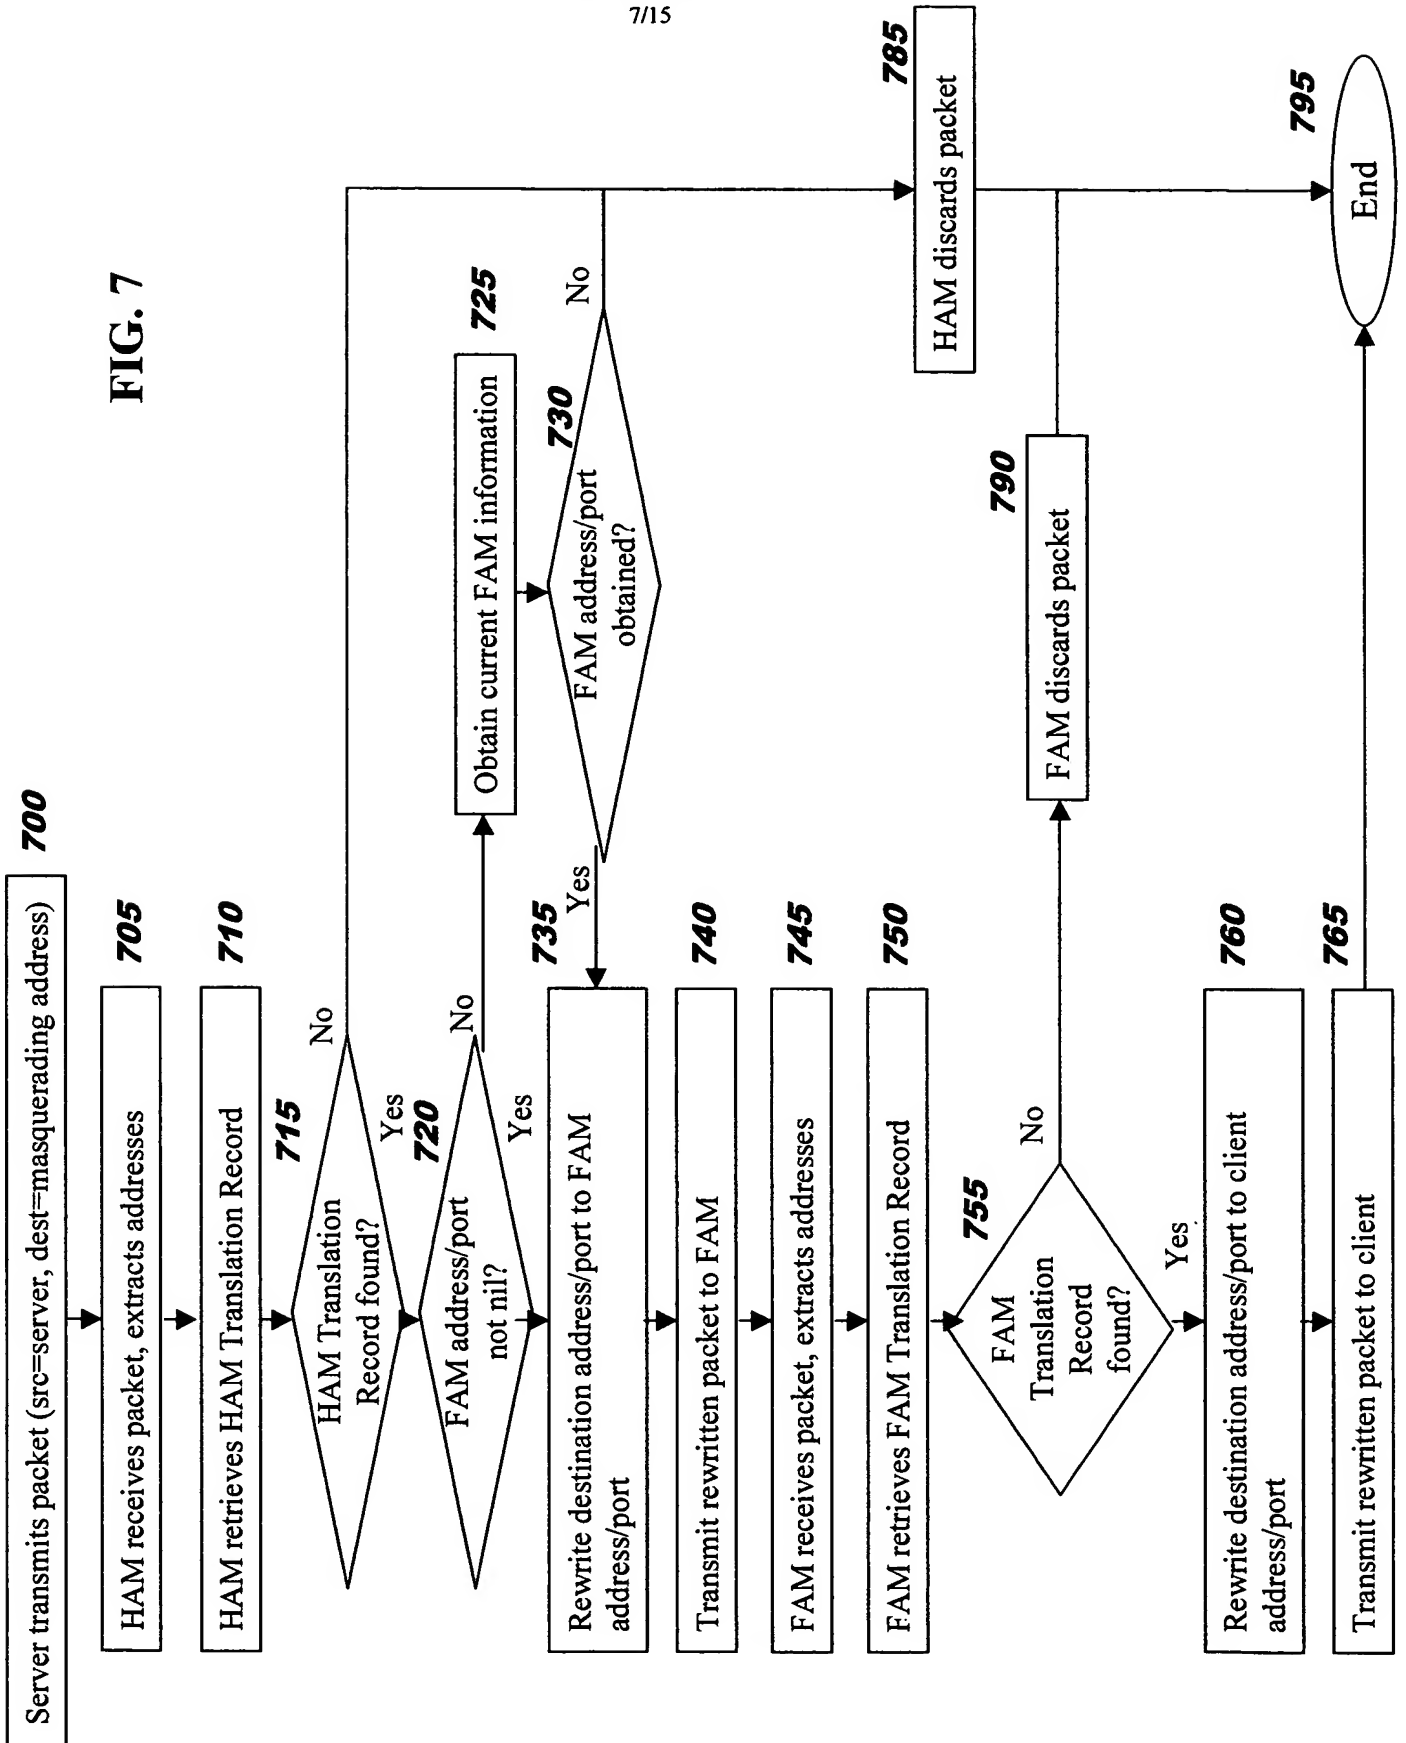 7/15
FIG. 7
Server transmits packet (src=server, dest=masquerading address)
700
HAM receives packet, extracts addresses
705
HAM retrieves HAM Translation Record
710
HAM Translation
Record found?
715
No
Yes
FAM address/port
not nil?
720
No
Yes
Obtain current FAM information
725
FAM address/port
obtained?
730
No
Yes
Rewrite destination address/port to FAM
address/port
735
Transmit rewritten packet to FAM
740
FAM receives packet, extracts addresses
745
FAM retrieves FAM Translation Record
750
FAM
Translation
Record
found?
755
No
Yes
Rewrite destination address/port to client
address/port
760
Transmit rewritten packet to client
765
HAM discards packet
785
FAM discards packet
790
End
795